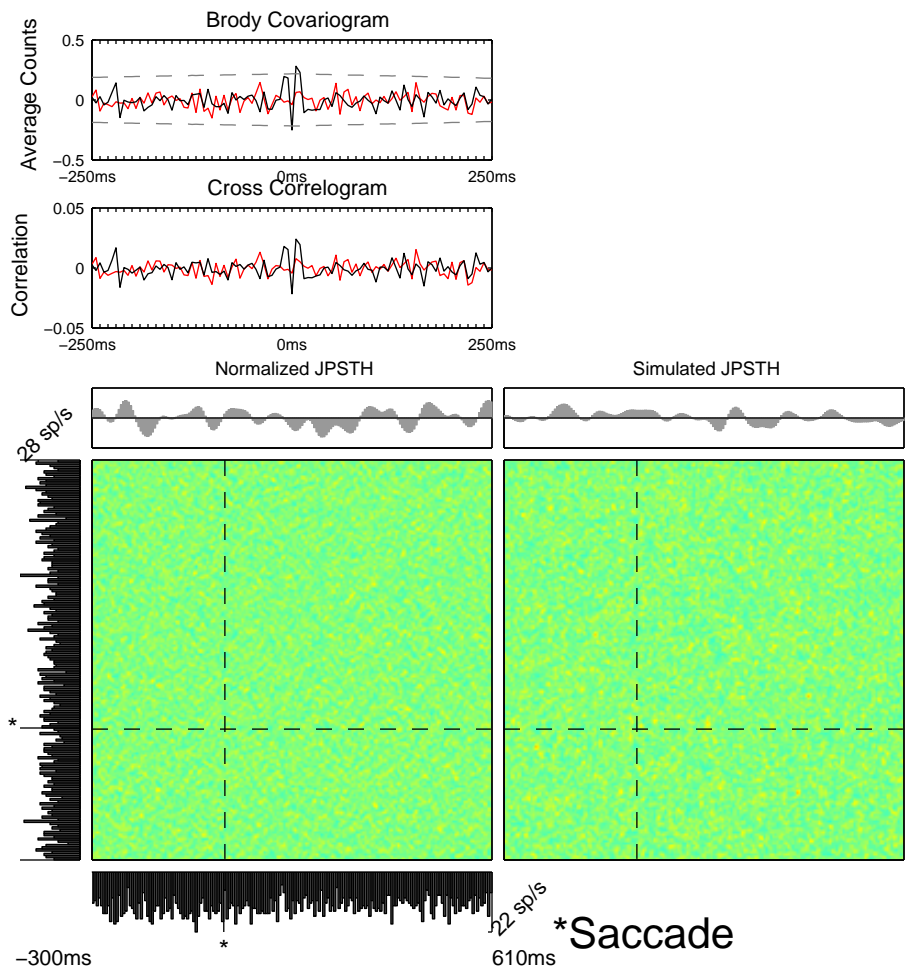 Brody Covariogram
Average Counts
0.5
0
−0.5
−250ms
0ms
250ms
Cross Correlogram
Correlation
0.05
0
−0.05
−250ms
0ms
250ms
Normalized JPSTH
Simulated JPSTH
28 sp/s
*
22 sp/s
*
*Saccade
−300ms
610ms